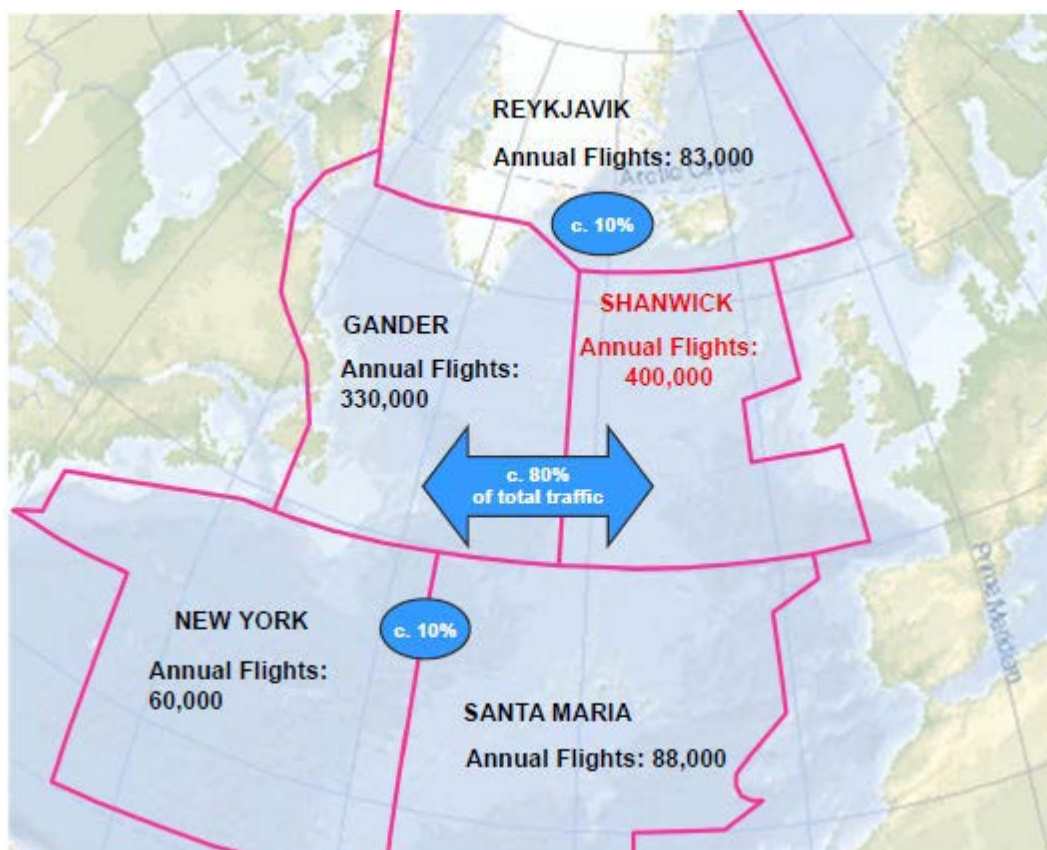 REYKJAVIK
Annual Flights: 83,000
Arctic Circle
c. 10%
SHANWICK
Annual Flights:
400,000
GANDER
Annual Flights:
330,000
c. 80%
of total traffic
Prime Meridian
NEW YORK
Annual Flights:
60,000
c. 10%
SANTA MARIA
Annual Flights: 88,000